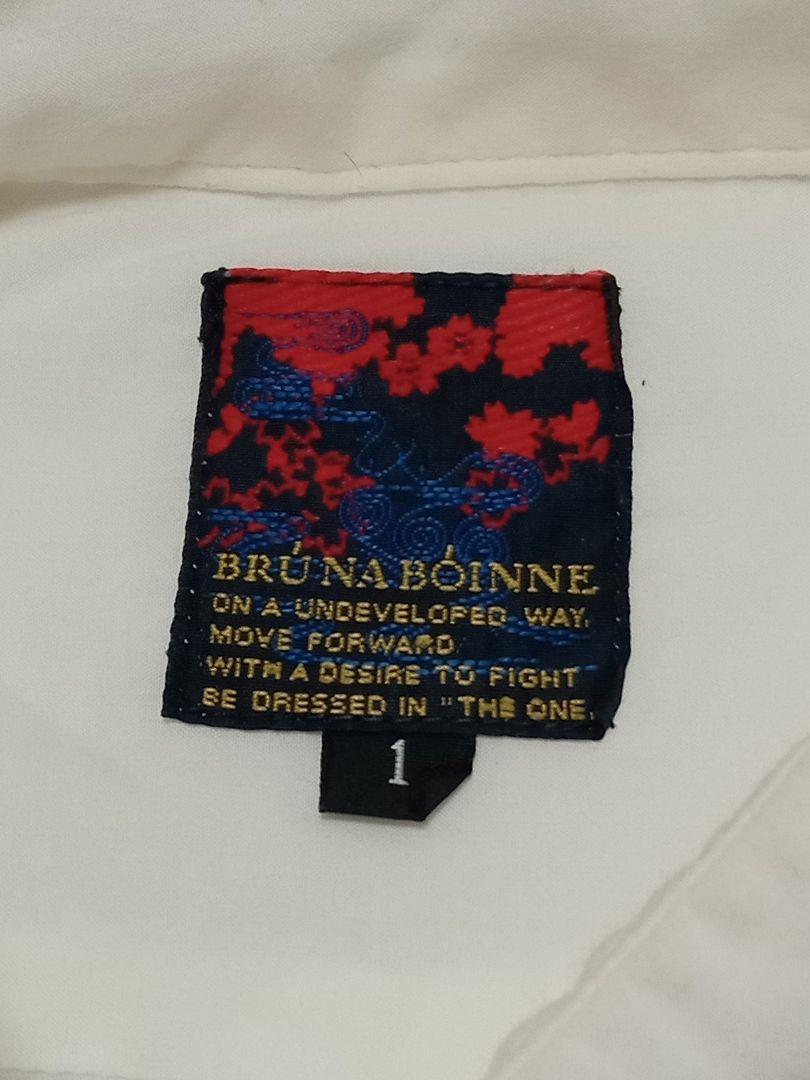 BRÚ NA BÓINNE
ON A UNDEVELOPED WAY,
MOVE FORWARD
WITH A DESIRE TO FIGHT
BE DRESSED IN "THE ONE,
1